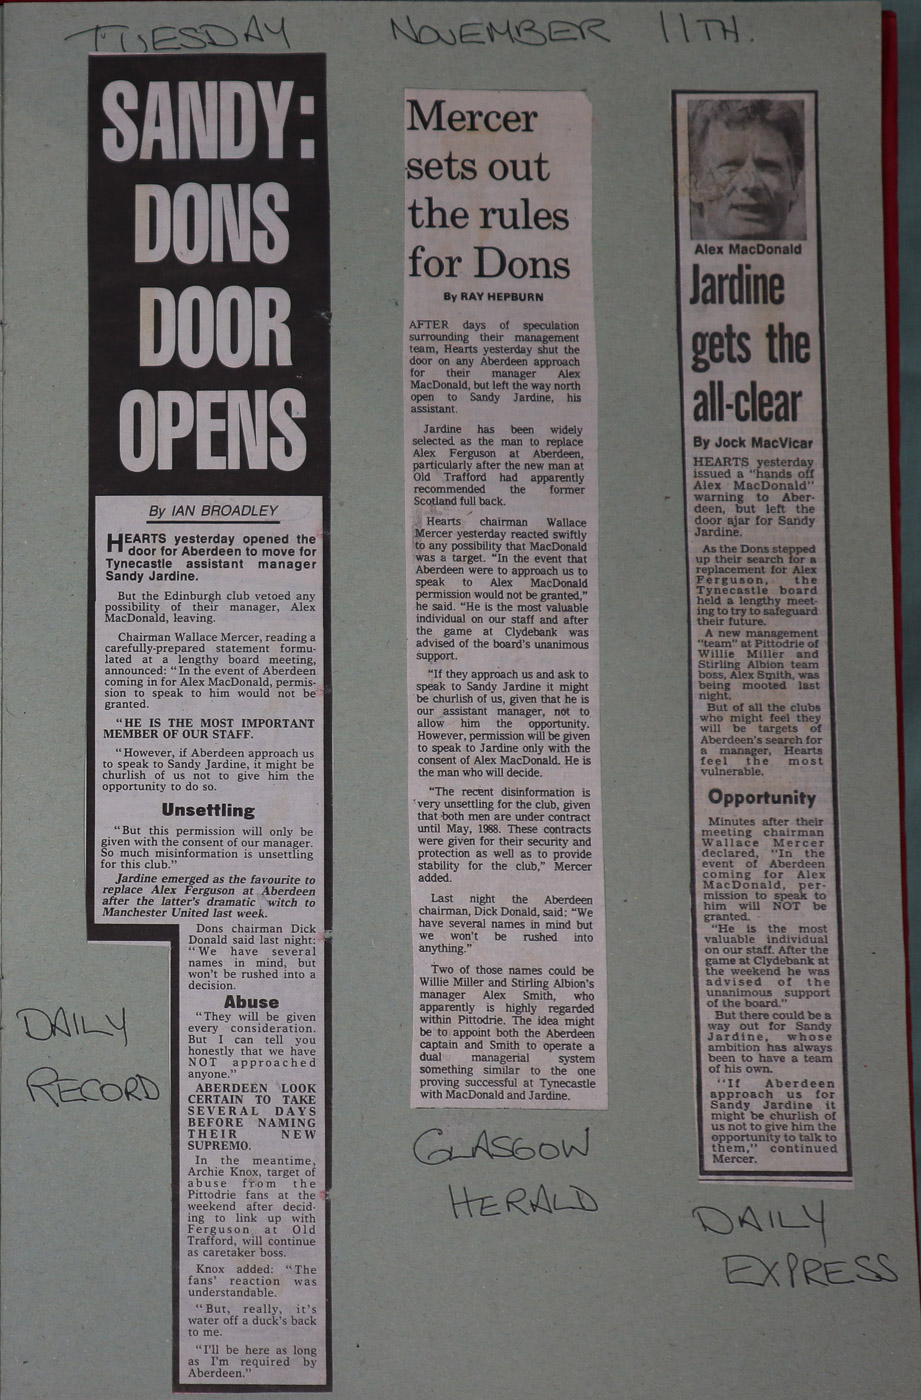 TUESDAY NOVEMBER 11TH.
SANDY:
DONS
DOOR
OPENS
By IAN BROADLEY
HEARTS yesterday opened the
door for Aberdeen to move for
Tynecastle assistant manager
Sandy Jardine.
But the Edinburgh club vetoed any
possibility of their manager, Alex
MacDonald, leaving.
Chairman Wallace Mercer, reading a
carefully-prepared statement formu-
lated at a lengthy board meeting,
announced: "In the event of Aberdeen
coming in for Alex MacDonald, permis-
sion to speak to him would not be
granted.
"HE IS THE MOST IMPORTANT
MEMBER OF OUR STAFF.
"However, if Aberdeen approach us
to speak to Sandy Jardine, it might be
churlish of us not to give him the
opportunity to do so.
Unsettling
"But this permission will only be
given with the consent of our manager.
So much misinformation is unsettling
for this club."
Jardine emerged as the favourite to
replace Alex Ferguson at Aberdeen
after the latter's dramatic switch to
Manchester United last week.
Dons chairman Dick
Donald said last night:
"We have several
names in mind, but
won't be rushed into a
decision.
Abuse
"They will be given
every consideration.
But I can tell you
honestly that we have
NOT approached
anyone."
ABERDEEN LOOK
CERTAIN TO TAKE
SEVERAL DAYS
BEFORE NAMING
THEIR NEW
SUPREMO.
In the meantime,
Archie Knox, target of
abuse from the
Pittodrie fans at the
weekend after decid-
ing to link up with
Ferguson at Old
Trafford, will continue
as caretaker boss.
Knox added: "The
fans' reaction was
understandable.
"But, really, it's
water off a duck's back
to me.
"I'll be here as long
as I'm required by
Aberdeen."
DAILY
RECORD
Mercer
sets out
the rules
for Dons
By RAY HEPBURN
AFTER days of speculation
surrounding their management
team, Hearts yesterday shut the
door on any Aberdeen approach
for their manager Alex
MacDonald, but left the way north
open to Sandy Jardine, his
assistant.
Jardine has been widely
selected as the man to replace
Alex Ferguson at Aberdeen,
particularly after the new man at
Old Trafford had apparently
recommended the former
Scotland full back.
Hearts chairman Wallace
Mercer yesterday reacted swiftly
to any possibility that MacDonald
was a target. "In the event that
Aberdeen were to approach us to
speak to Alex MacDonald
permission would not be granted,"
he said. "He is the most valuable
individual on our staff and after
the game at Clydebank was
advised of the board's unanimous
support.
"If they approach us and ask to
speak to Sandy Jardine it might
be churlish of us, given that he is
our assistant manager, not to
allow him the opportunity.
However, permission will be given
to speak to Jardine only with the
consent of Alex MacDonald. He is
the man who will decide.
"The recent disinformation is
very unsettling for the club, given
that both men are under contract
until May, 1988. These contracts
were given for their security and
protection as well as to provide
stability for the club," Mercer
added.
Last night the Aberdeen
chairman, Dick Donald, said: "We
have several names in mind but
we won't be rushed into
anything."
Two of those names could be
Willie Miller and Stirling Albion's
manager Alex Smith, who
apparently is highly regarded
within Pittodrie. The idea might
be to appoint both the Aberdeen
captain and Smith to operate a
dual managerial system
something similar to the one
proving successful at Tynecastle
with MacDonald and Jardine.
GLASGOW
HERALD
Alex MacDonald
Jardine
gets the
all-clear
By Jock MacVicar
HEARTS yesterday
issued a "hands off
Alex MacDonald"
warning to Aber-
deen, but left the
door ajar for Sandy
Jardine.
As the Dons stepped
up their search for a
replacement for Alex
Ferguson, the
Tynecastle board
held a lengthy meet-
ing to try to safeguard
their future.
A new management
"team" at Pittodrie of
Willie Miller and
Stirling Albion team
boss, Alex Smith, was
being mooted last
night.
But of all the clubs
who might feel they
will be targets of
Aberdeen's search for
a manager, Hearts
feel the most
vulnerable.
Opportunity
Minutes after their
meeting chairman
Wallace Mercer
declared, "In the
event of Aberdeen
coming for Alex
MacDonald, per-
mission to speak to
him will NOT be
granted.
"He is the most
valuable individual
on our staff. After the
game at Clydebank at
the weekend he was
advised of the
unanimous support
of the board."
But there could be a
way out for Sandy
Jardine, whose
ambition has always
been to have a team
of his own.
"If Aberdeen
approach us for
Sandy Jardine it
might be churlish of
us not to give him the
opportunity to talk to
them," continued
Mercer.
DAILY
EXPRESS